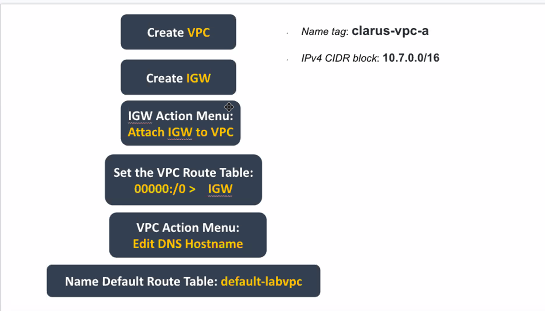 Create VPC
Name tag: clarus-vpc-a
IPv4 CIDR block: 10.7.0.0/16
Create IGW
IGW Action Menu:
Attach IGW to VPC
Set the VPC Route Table:
00000:/0 > IGW
VPC Action Menu:
Edit DNS Hostname
Name Default Route Table: default-labvpc